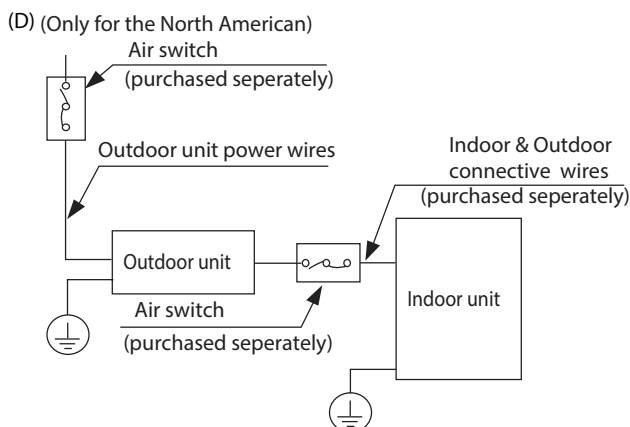 (D) (Only for the North American)
Air switch
(purchased seperately)
Outdoor unit power wires
Indoor & Outdoor
connective wires
(purchased seperately)
Outdoor unit
Indoor unit
Air switch
(purchased seperately)